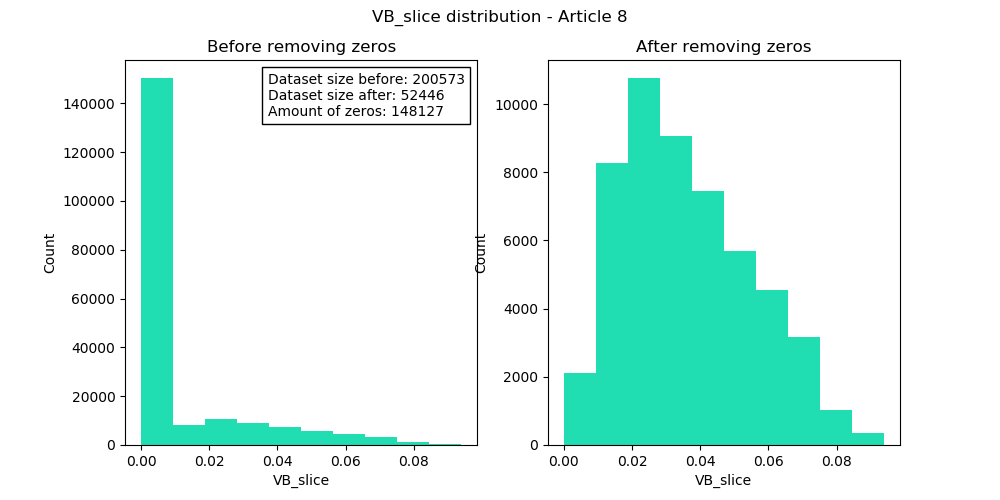 VB_slice distribution - Article 8
Before removing zeros
Dataset size before: 200573
Dataset size after: 52446
Amount of zeros: 148127
140000
120000
100000
80000
60000
40000
20000
0
Count
0.00 0.02 0.04 0.06 0.08
VB_slice
After removing zeros
10000
8000
6000
4000
2000
0
Count
0.00 0.02 0.04 0.06 0.08
VB_slice